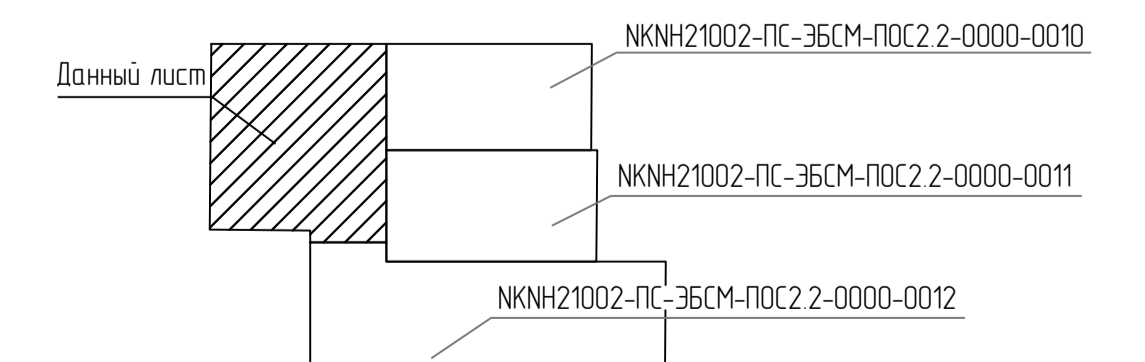 NKNH21002-ПС-ЭБСМ-ПОС2.2-0000-0010
Данный лист
NKNH21002-ПС-ЭБСМ-ПОС2.2-0000-0011
NKNH21002-ПС-ЭБСМ-ПОС2.2-0000-0012